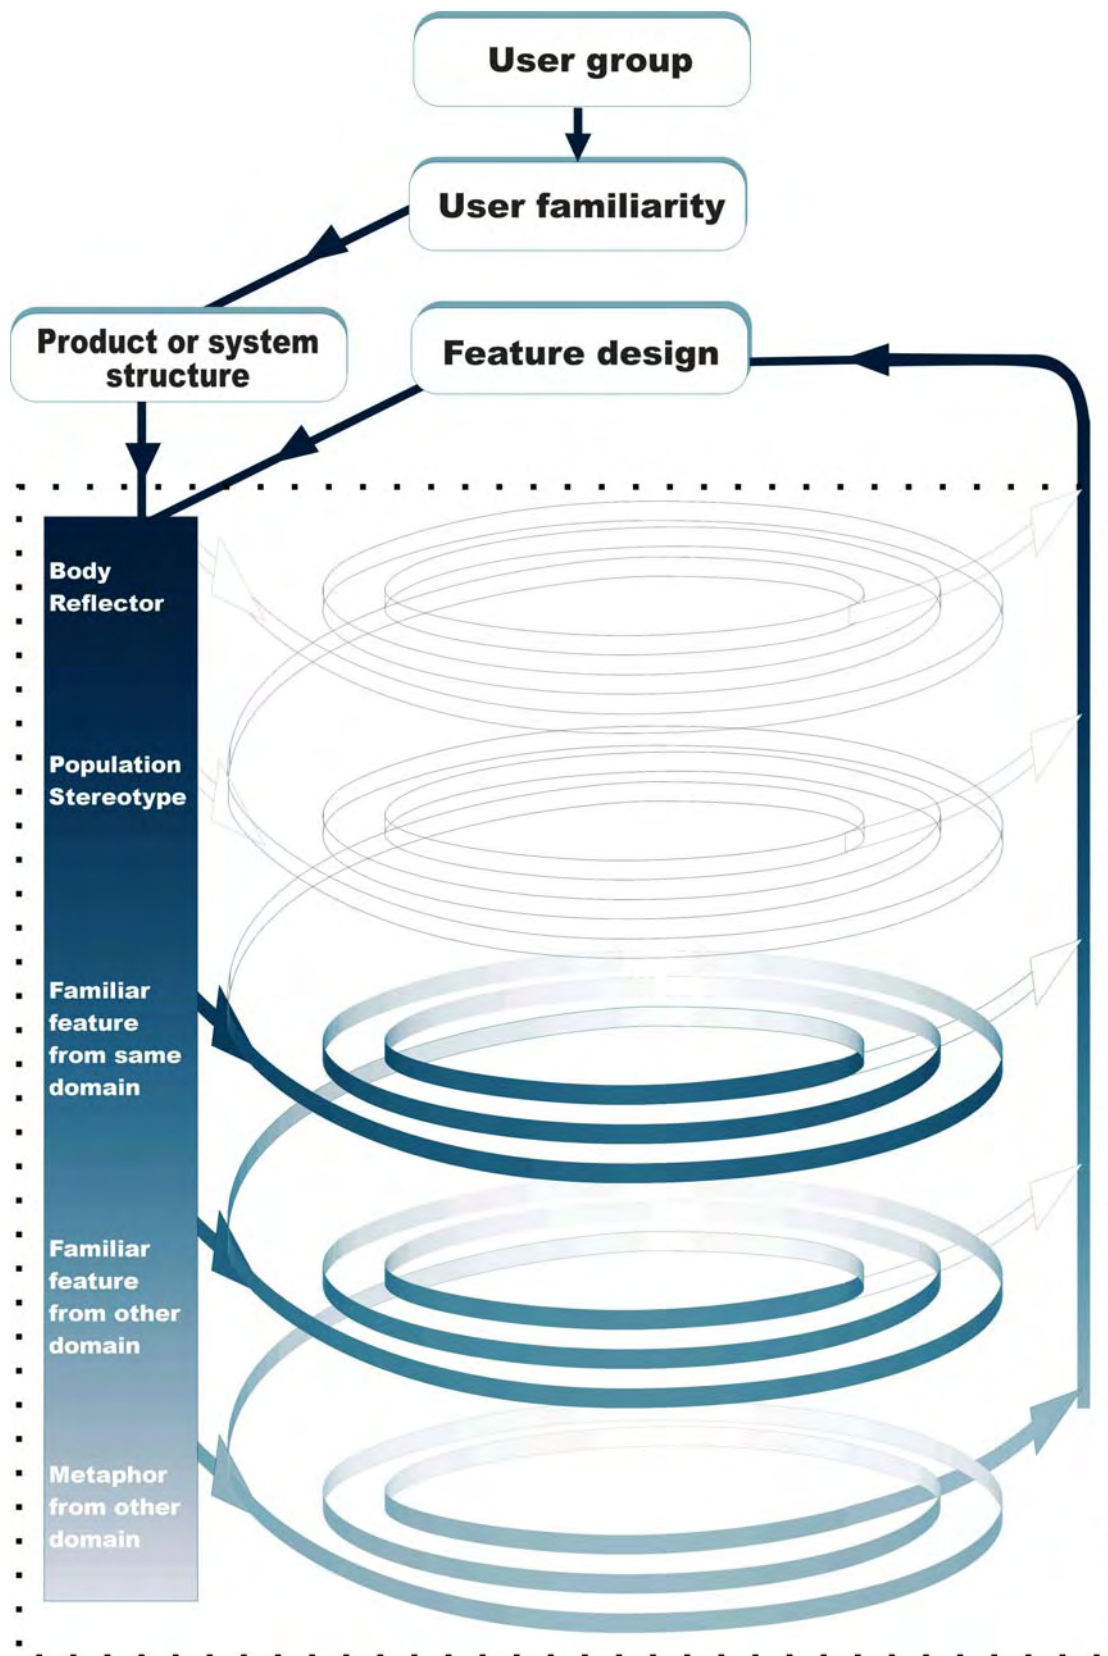 User group
User familiarity
Product or system
structure
Feature design
Body
Reflector
Population
Stereotype
Familiar
feature
from same
domain
Familiar
feature
from other
domain
Metaphor
from other
domain